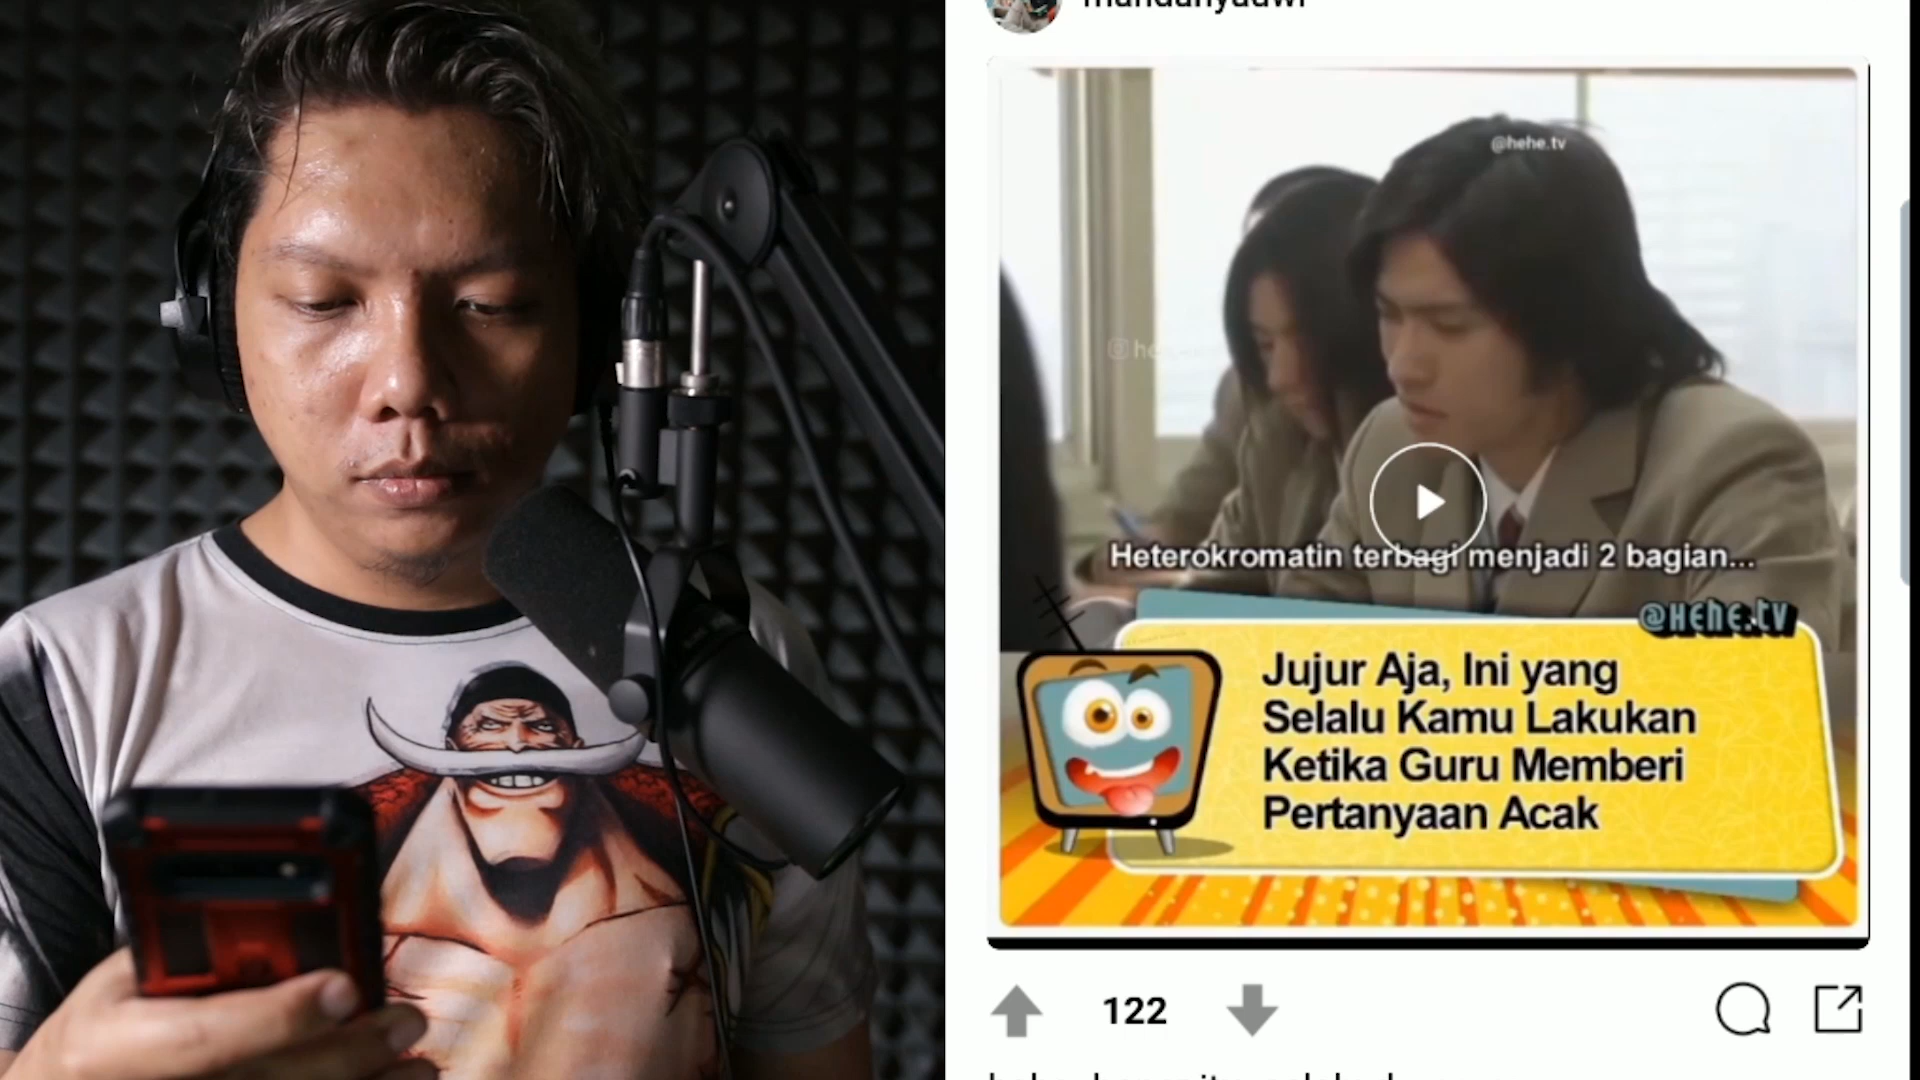 @hehe.tv
Heterokromatin terbagi menjadi 2 bagian...
@HEHE.TV
Jujur Aja, Ini yang
Selalu Kamu Lakukan
Ketika Guru Memberi
Pertanyaan Acak
122